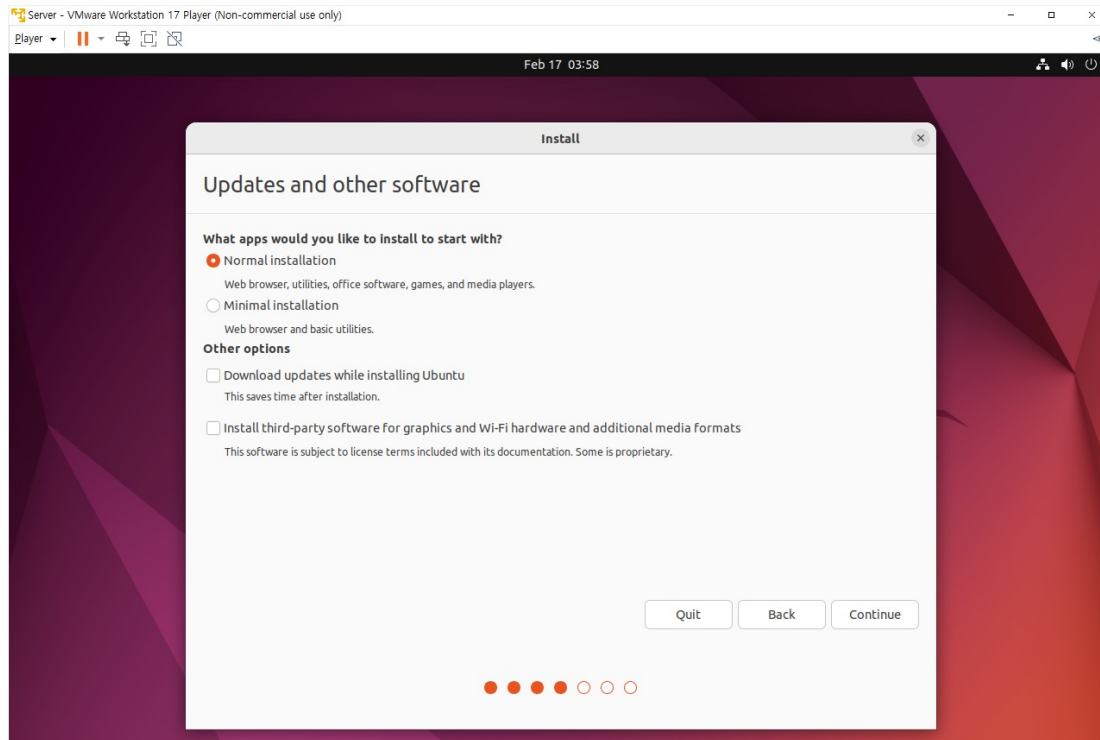 Server - VMware Workstation 17 Player (Non-commercial use only)
Player
Feb 17 03:58
Install
Updates and other software
What apps would you like to install to start with?
Normal installation
Web browser, utilities, office software, games, and media players.
Minimal installation
Web browser and basic utilities.
Other options
Download updates while installing Ubuntu
This saves time after installation.
Install third-party software for graphics and Wi-Fi hardware and additional media formats
This software is subject to license terms included with its documentation. Some is proprietary.
Quit Back Continue